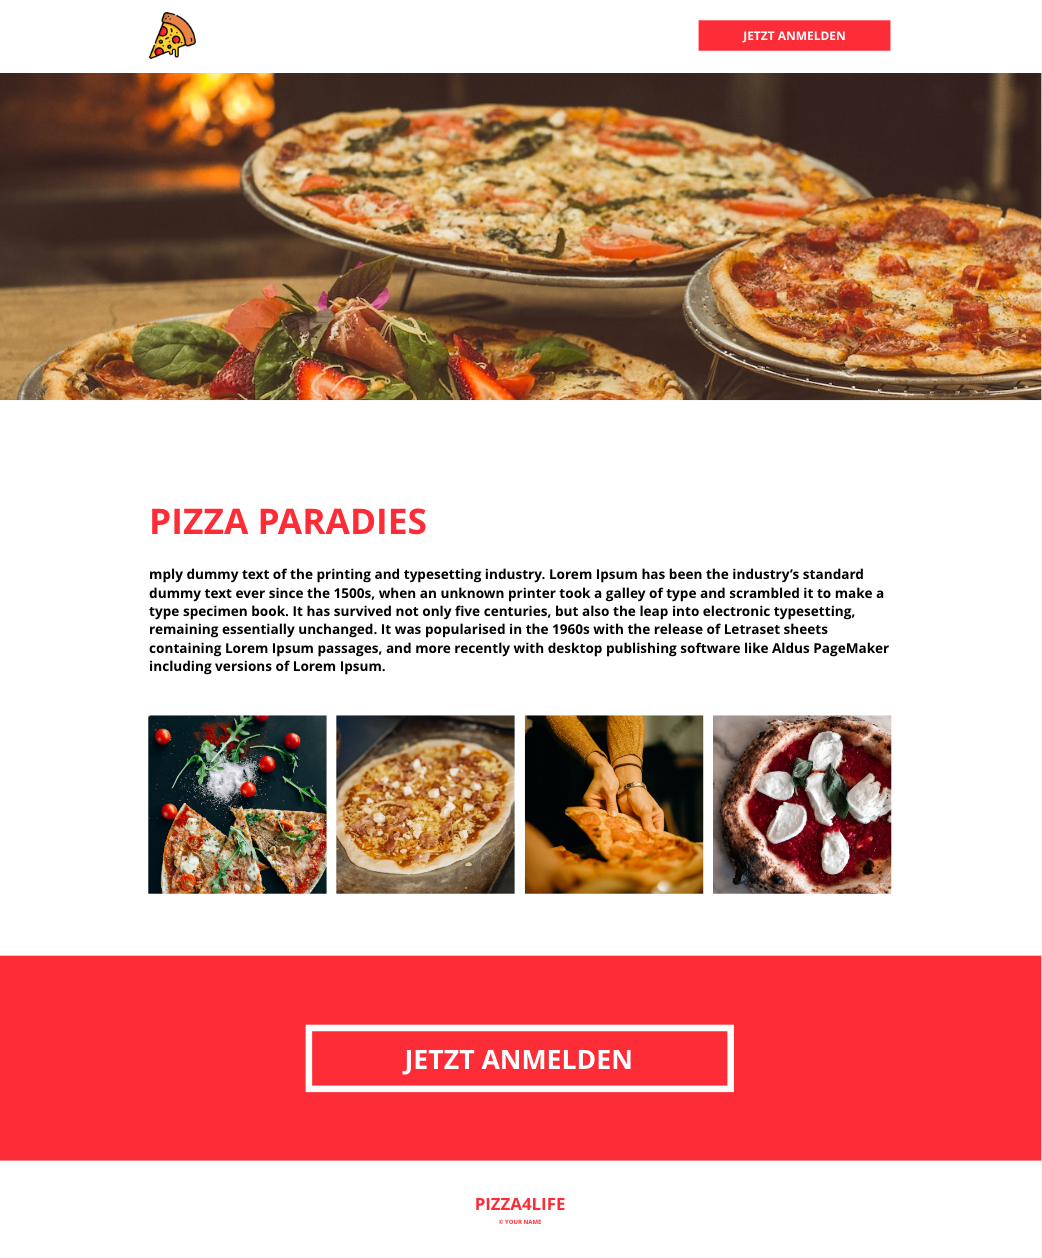 JETZT ANMELDEN
PIZZA PARADIES
mply dummy text of the printing and typesetting industry. Lorem Ipsum has been the industry’s standard
dummy text ever since the 1500s, when an unknown printer took a galley of type and scrambled it to make a
type specimen book. It has survived not only five centuries, but also the leap into electronic typesetting,
remaining essentially unchanged. It was popularised in the 1960s with the release of Letraset sheets
containing Lorem Ipsum passages, and more recently with desktop publishing software like Aldus PageMaker
including versions of Lorem Ipsum.
JETZT ANMELDEN
PIZZA4LIFE
© YOUR NAME